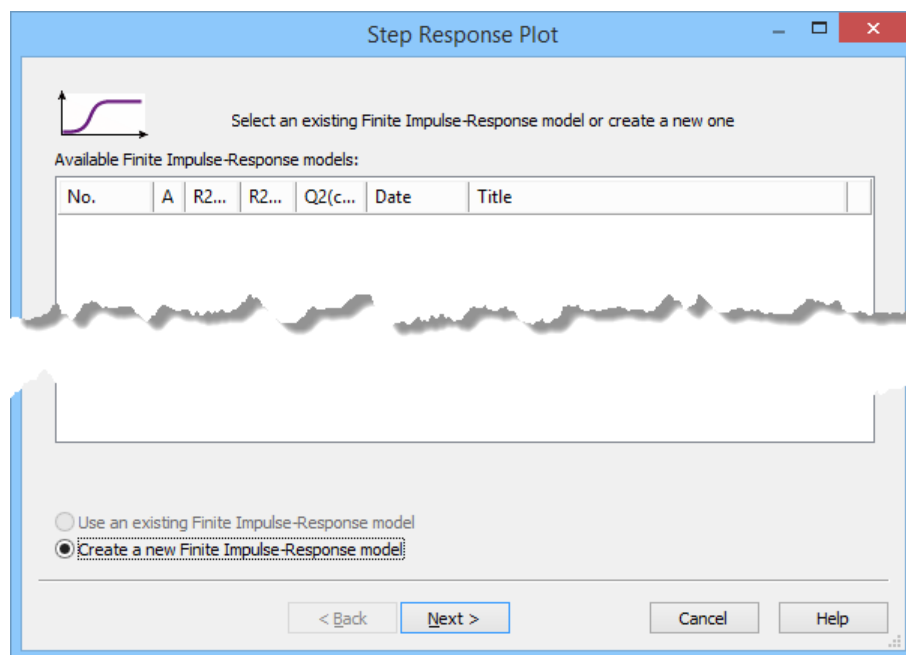 Step Response Plot
Select an existing Finite Impulse-Response model or create a new one
Available Finite Impulse-Response models:
No. A R2... R2... Q2(c... Date Title
Use an existing Finite Impulse-Response model
Create a new Finite Impulse-Response model
< Back Next > Cancel Help